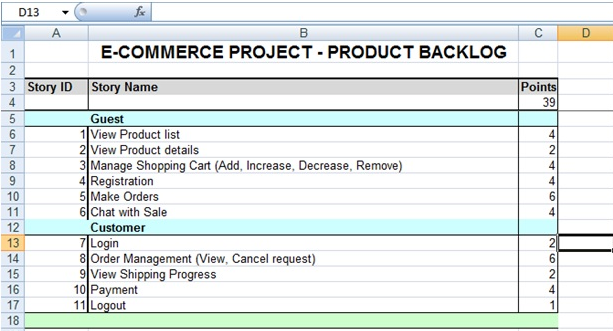 D13 fx
A B C D
1 E-COMMERCE PROJECT - PRODUCT BACKLOG
2
3 Story ID Story Name Points
4 39
5 Guest
6 1 View Product list 4
7 2 View Product details 2
8 3 Manage Shopping Cart (Add, Increase, Decrease, Remove) 4
9 4 Registration 4
10 5 Make Orders 6
11 6 Chat with Sale 4
12 Customer
13 7 Login 2
14 8 Order Management (View, Cancel request) 6
15 9 View Shipping Progress 2
16 10 Payment 4
17 11 Logout 1
18